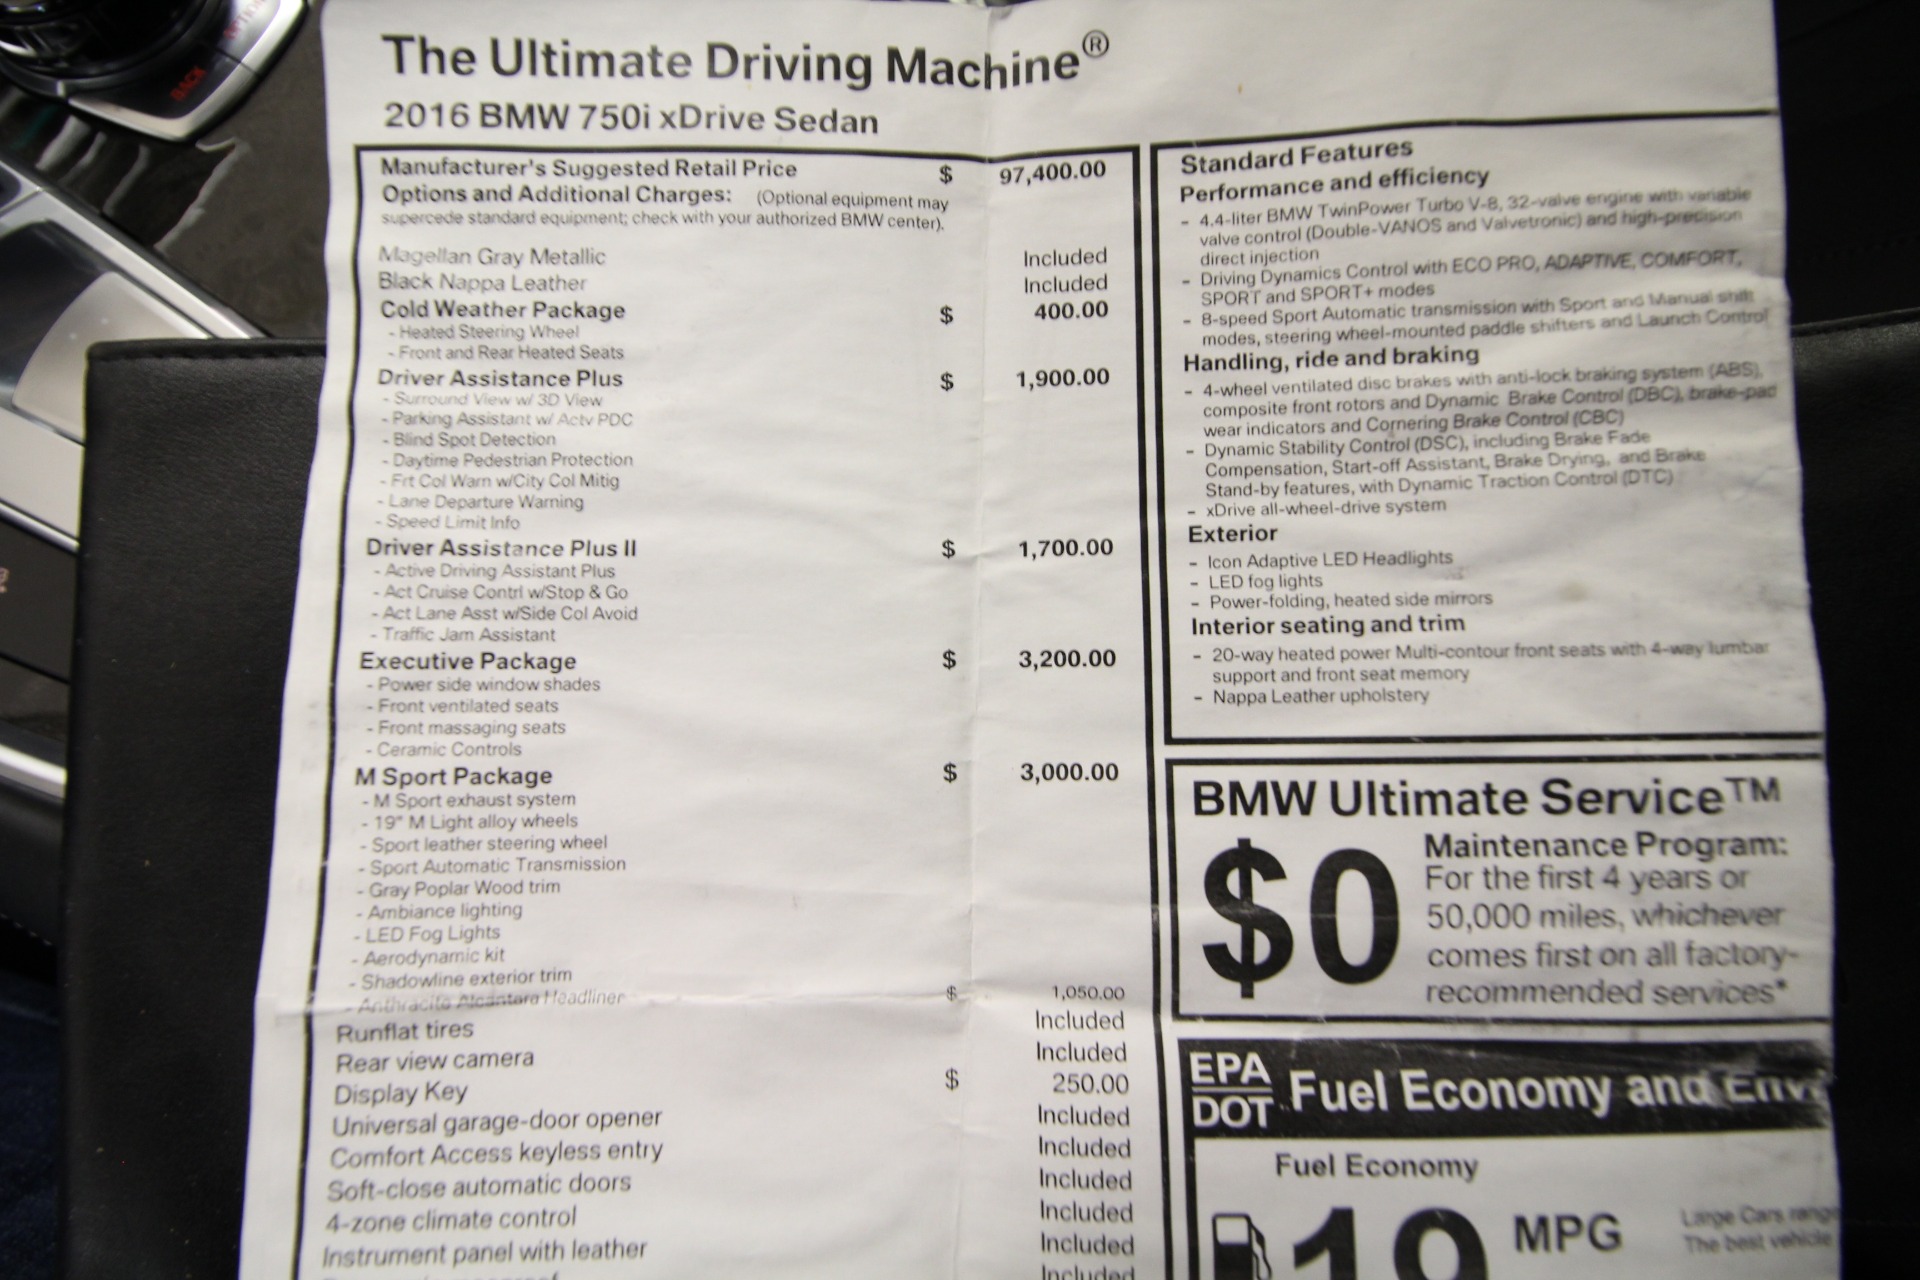 The Ultimate Driving Machine®
2016 BMW 750i xDrive Sedan
Manufacturer's Suggested Retail Price $ 97,400.00
Options and Additional Charges: (Optional equipment may
supercede standard equipment; check with your authorized BMW center).
Magellan Gray Metallic Included
Black Nappa Leather Included
Cold Weather Package $ 400.00
- Heated Steering Wheel
- Front and Rear Heated Seats
Driver Assistance Plus $ 1,900.00
- Surround View w/ 3D View
- Parking Assistant w/ Actv PDC
- Blind Spot Detection
- Daytime Pedestrian Protection
- Frt Col Warn w/City Col Mitig
- Lane Departure Warning
- Speed Limit Info
Driver Assistance Plus II $ 1,700.00
- Active Driving Assistant Plus
- Act Cruise Contrl w/Stop & Go
- Act Lane Asst w/Side Col Avoid
- Traffic Jam Assistant
Executive Package $ 3,200.00
- Power side window shades
- Front ventilated seats
- Front massaging seats
- Ceramic Controls
M Sport Package $ 3,000.00
- M Sport exhaust system
- 19" M Light alloy wheels
- Sport leather steering wheel
- Sport Automatic Transmission
- Gray Poplar Wood trim
- Ambiance lighting
- LED Fog Lights
- Aerodynamic kit
- Shadowline exterior trim
- Anthracite Alcantara Headliner $ 1,050.00
Runflat tires Included
Rear view camera Included
Display Key $ 250.00
Universal garage-door opener Included
Comfort Access keyless entry Included
Soft-close automatic doors Included
4-zone climate control Included
Instrument panel with leather Included
Included
Standard Features
Performance and efficiency
- 4.4-liter BMW TwinPower Turbo V-8, 32-valve engine with variable
valve control (Double-VANOS and Valvetronic) and high-precision
direct injection
- Driving Dynamics Control with ECO PRO, ADAPTIVE, COMFORT,
SPORT and SPORT+ modes
- 8-speed Sport Automatic transmission with Sport and Manual shift
modes, steering wheel-mounted paddle shifters and Launch Control
Handling, ride and braking
- 4-wheel ventilated disc brakes with anti-lock braking system (ABS),
composite front rotors and Dynamic Brake Control (DBC), brake-pad
wear indicators and Cornering Brake Control (CBC)
- Dynamic Stability Control (DSC), including Brake Fade
Compensation, Start-off Assistant, Brake Drying, and Brake
Stand-by features, with Dynamic Traction Control (DTC)
- xDrive all-wheel-drive system
Exterior
- Icon Adaptive LED Headlights
- LED fog lights
- Power-folding, heated side mirrors
Interior seating and trim
- 20-way heated power Multi-contour front seats with 4-way lumbar
support and front seat memory
- Nappa Leather upholstery
BMW Ultimate Service™
$0
Maintenance Program:
For the first 4 years or
50,000 miles, whichever
comes first on all factory-
recommended services*
EPA
DOT
Fuel Economy and Env
Fuel Economy
19 MPG
Large Cars range
The best vehicle
BACK
OPTION